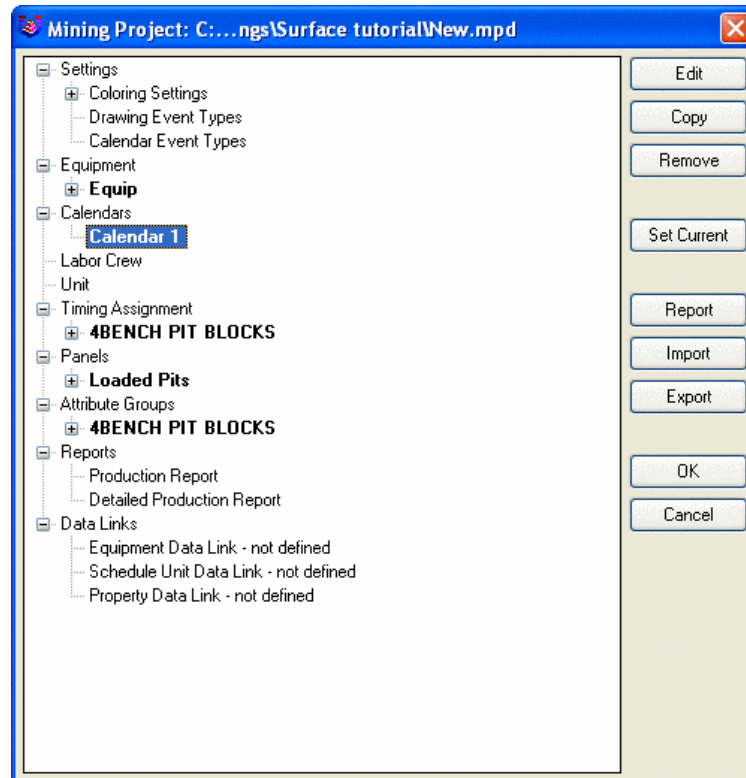 Mining Project: C:...ngs\Surface tutorial\New.mpd
Settings
Coloring Settings
Drawing Event Types
Calendar Event Types
Equipment
Equip
Calendars
Calendar 1
Labor Crew
Unit
Timing Assignment
4BENCH PIT BLOCKS
Panels
Loaded Pits
Attribute Groups
4BENCH PIT BLOCKS
Reports
Production Report
Detailed Production Report
Data Links
Equipment Data Link - not defined
Schedule Unit Data Link - not defined
Property Data Link - not defined
Edit
Copy
Remove
Set Current
Report
Import
Export
OK
Cancel